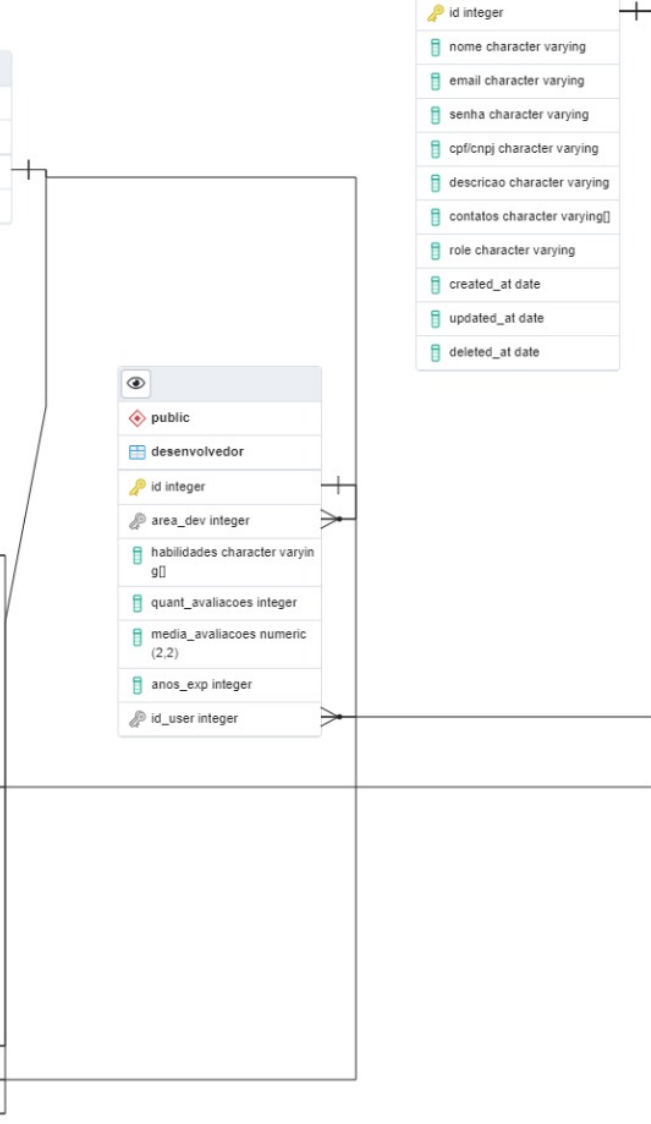 id integer
nome character varying
email character varying
senha character varying
cpf/cnpj character varying
descricao character varying
contatos character varying[]
role character varying
created_at date
updated_at date
deleted_at date
public
desenvolvedor
id integer
area_dev integer
habilidades character varyin
g[]
quant_avaliacoes integer
media_avaliacoes numeric
(2,2)
anos_exp integer
id_user integer